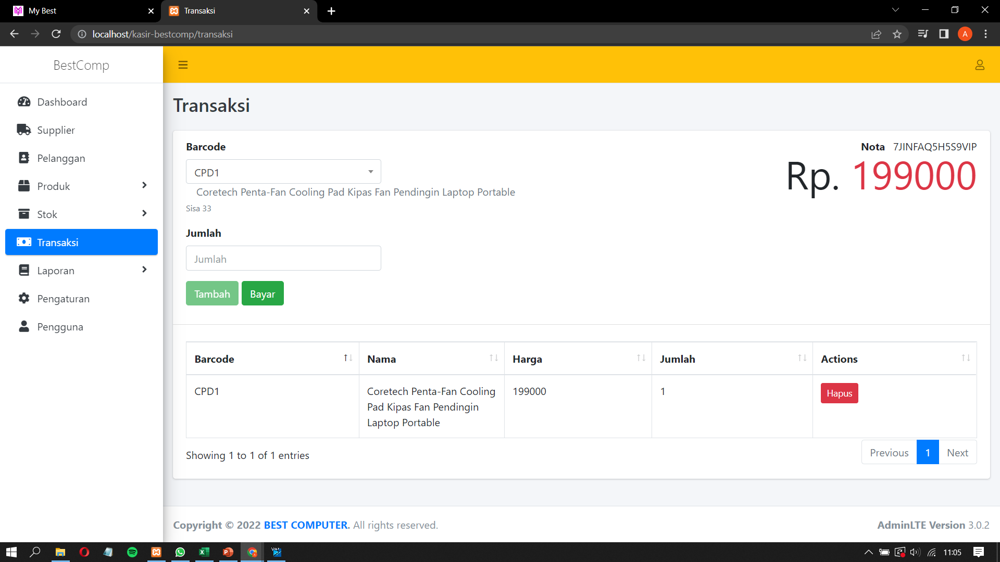 My Best
Transaksi
localhost/kasir-bestcomp/transaksi
A
BestComp
Dashboard
Supplier
Pelanggan
Produk
Stok
Transaksi
Laporan
Pengaturan
Pengguna
Transaksi
Barcode
Nota 7JINFAQ5H5S9VIP
CPD1
Rp. 199000
Coretech Penta-Fan Cooling Pad Kipas Fan Pendingin Laptop Portable
Sisa 33
Jumlah
Jumlah
Tambah Bayar
Barcode Nama Harga Jumlah Actions
CPD1 Coretech Penta-Fan Cooling 199000 1 Hapus
Pad Kipas Fan Pendingin
Laptop Portable
Showing 1 to 1 of 1 entries
Previous 1 Next
Copyright © 2022 BEST COMPUTER. All rights reserved.
AdminLTE Version 3.0.2
11:05